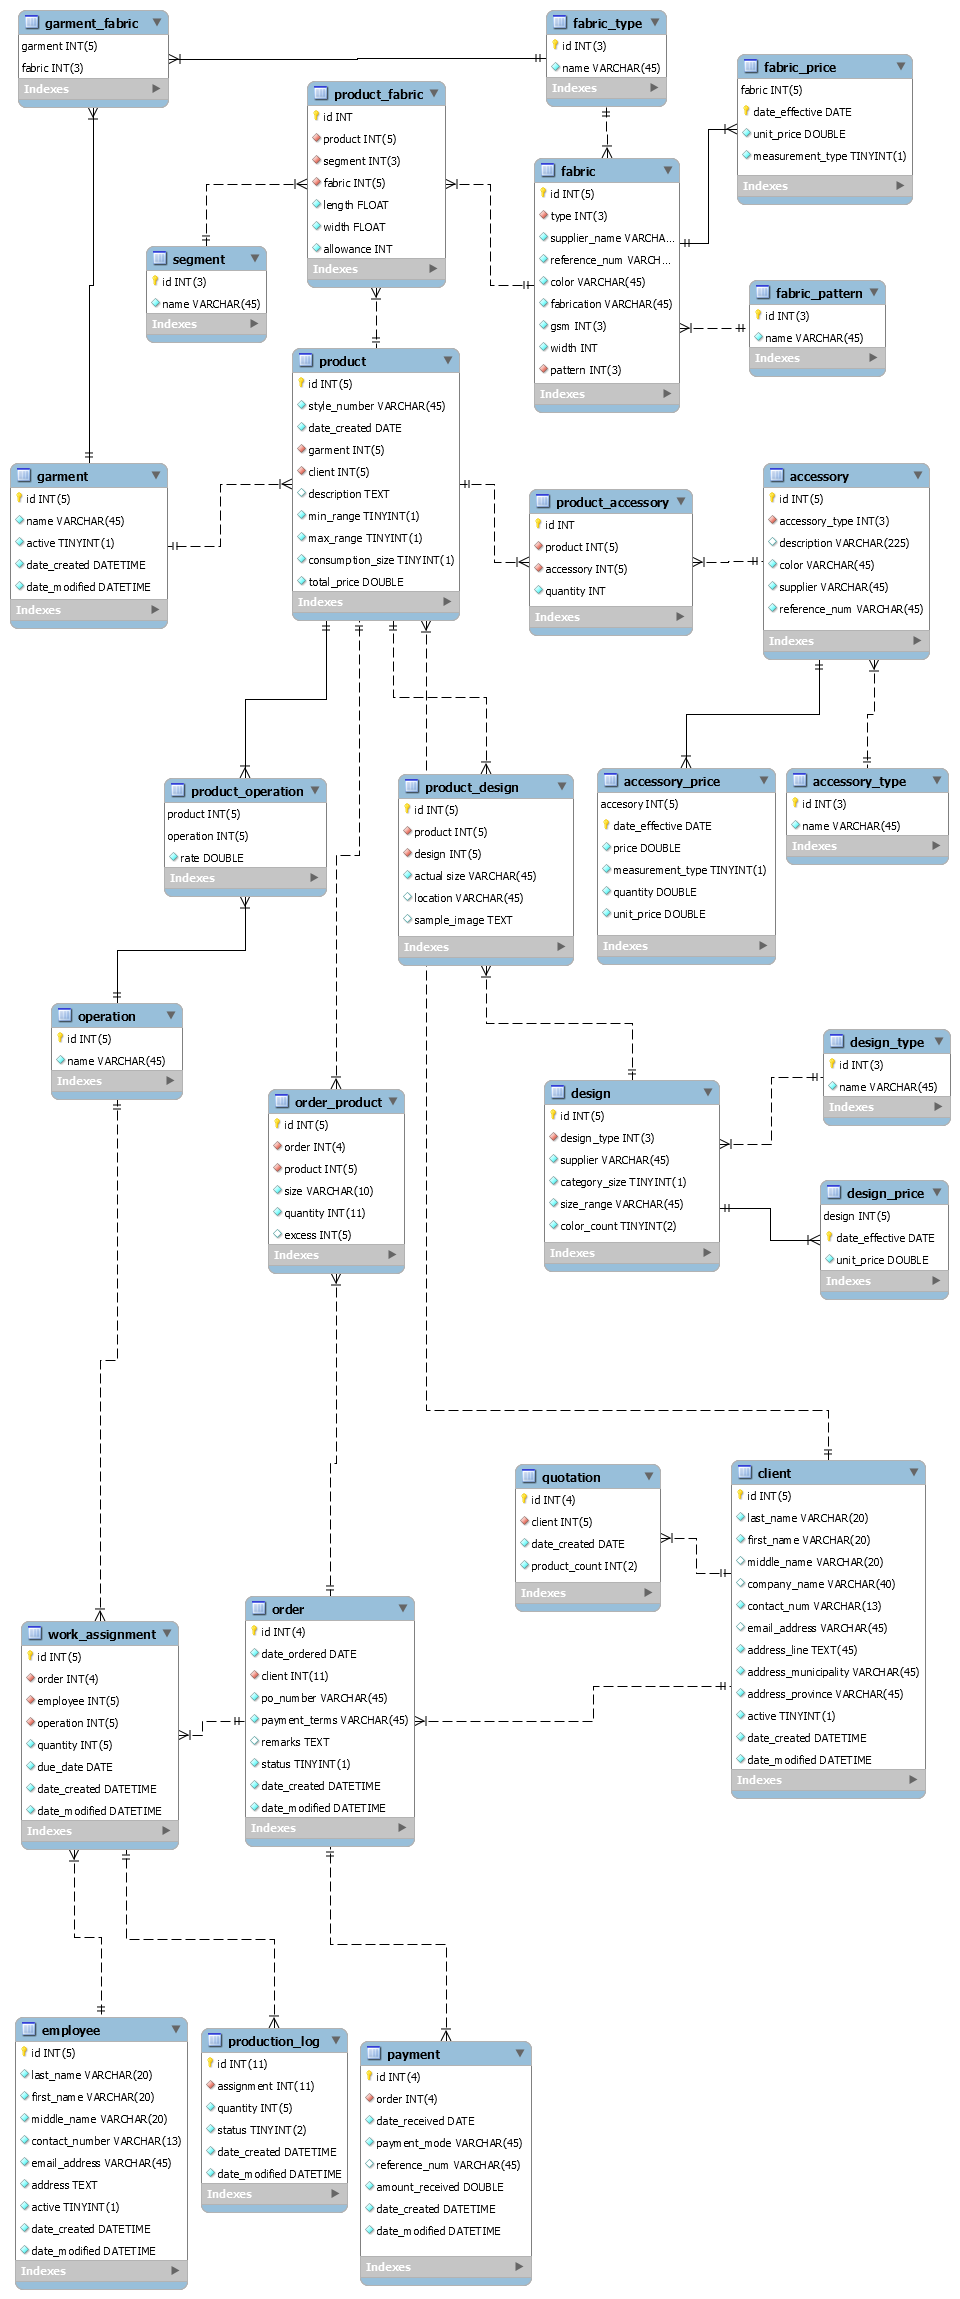 garment_fabric
garment INT(5)
fabric INT(3)
Indexes
fabric_type
id INT(3)
name VARCHAR(45)
Indexes
fabric_price
fabric INT(5)
date_effective DATE
unit_price DOUBLE
measurement_type TINYINT(1)
Indexes
product_fabric
id INT
product INT(5)
segment INT(3)
fabric INT(5)
length FLOAT
width FLOAT
allowance INT
Indexes
fabric
id INT(5)
type INT(3)
supplier_name VARCHA...
reference_num VARCH...
color VARCHAR(45)
fabrication VARCHAR(45)
gsm INT(3)
width INT
pattern INT(3)
Indexes
segment
id INT(3)
name VARCHAR(45)
Indexes
fabric_pattern
id INT(3)
name VARCHAR(45)
Indexes
product
id INT(5)
style_number VARCHAR(45)
date_created DATE
garment INT(5)
client INT(5)
description TEXT
min_range TINYINT(1)
max_range TINYINT(1)
consumption_size TINYINT(1)
total_price DOUBLE
Indexes
garment
id INT(5)
name VARCHAR(45)
active TINYINT(1)
date_created DATETIME
date_modified DATETIME
Indexes
product_accessory
id INT
product INT(5)
accessory INT(5)
quantity INT
Indexes
accessory
id INT(5)
accessory_type INT(3)
description VARCHAR(225)
color VARCHAR(45)
supplier VARCHAR(45)
reference_num VARCHAR(45)
Indexes
product_operation
product INT(5)
operation INT(5)
rate DOUBLE
Indexes
product_design
id INT(5)
product INT(5)
design INT(5)
actual size VARCHAR(45)
location VARCHAR(45)
sample_image TEXT
Indexes
accessory_price
accesory INT(5)
date_effective DATE
price DOUBLE
measurement_type TINYINT(1)
quantity DOUBLE
unit_price DOUBLE
Indexes
accessory_type
id INT(3)
name VARCHAR(45)
Indexes
operation
id INT(5)
name VARCHAR(45)
Indexes
order_product
id INT(5)
order INT(4)
product INT(5)
size VARCHAR(10)
quantity INT(11)
excess INT(5)
Indexes
design
id INT(5)
design_type INT(3)
supplier VARCHAR(45)
category_size TINYINT(1)
size_range VARCHAR(45)
color_count TINYINT(2)
Indexes
design_type
id INT(3)
name VARCHAR(45)
Indexes
design_price
design INT(5)
date_effective DATE
unit_price DOUBLE
Indexes
quotation
id INT(4)
client INT(5)
date_created DATE
product_count INT(2)
Indexes
client
id INT(5)
last_name VARCHAR(20)
first_name VARCHAR(20)
middle_name VARCHAR(20)
company_name VARCHAR(40)
contact_num VARCHAR(13)
email_address VARCHAR(45)
address_line TEXT(45)
address_municipality VARCHAR(45)
address_province VARCHAR(45)
active TINYINT(1)
date_created DATETIME
date_modified DATETIME
Indexes
work_assignment
id INT(5)
order INT(4)
employee INT(5)
operation INT(5)
quantity INT(5)
due_date DATE
date_created DATETIME
date_modified DATETIME
Indexes
order
id INT(4)
date_ordered DATE
client INT(11)
po_number VARCHAR(45)
payment_terms VARCHAR(45)
remarks TEXT
status TINYINT(1)
date_created DATETIME
date_modified DATETIME
Indexes
employee
id INT(5)
last_name VARCHAR(20)
first_name VARCHAR(20)
middle_name VARCHAR(20)
contact_number VARCHAR(13)
email_address VARCHAR(45)
address TEXT
active TINYINT(1)
date_created DATETIME
date_modified DATETIME
Indexes
production_log
id INT(11)
assignment INT(11)
quantity INT(5)
status TINYINT(2)
date_created DATETIME
date_modified DATETIME
Indexes
payment
id INT(4)
order INT(4)
date_received DATE
payment_mode VARCHAR(45)
reference_num VARCHAR(45)
amount_received DOUBLE
date_created DATETIME
date_modified DATETIME
Indexes